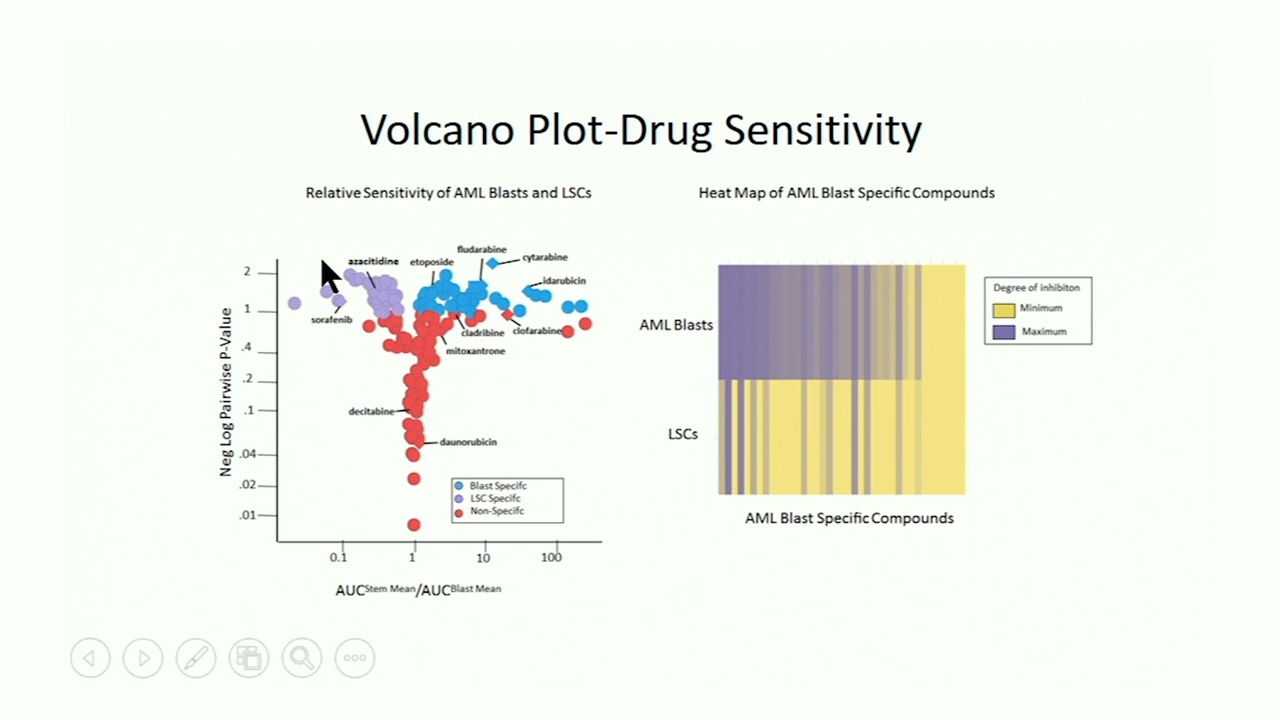 Volcano Plot-Drug Sensitivity
Relative Sensitivity of AML Blasts and LSCs
Heat Map of AML Blast Specific Compounds
Neg Log Pairwise P-Value
2
1
.4
.2
.1
.04
.02
.01
fludarabine
cytarabine
azacitidine
etoposide
idarubicin
sorafenib
cladribine
clofarabine
mitoxantrone
decitabine
daunorubicin
Blast Specifc
LSC Specifc
Non-Specifc
0.1
1
10
100
AUCStem Mean/AUCBlast Mean
AML Blasts
LSCs
AML Blast Specific Compounds
Degree of inhibiton
Minimum
Maximum